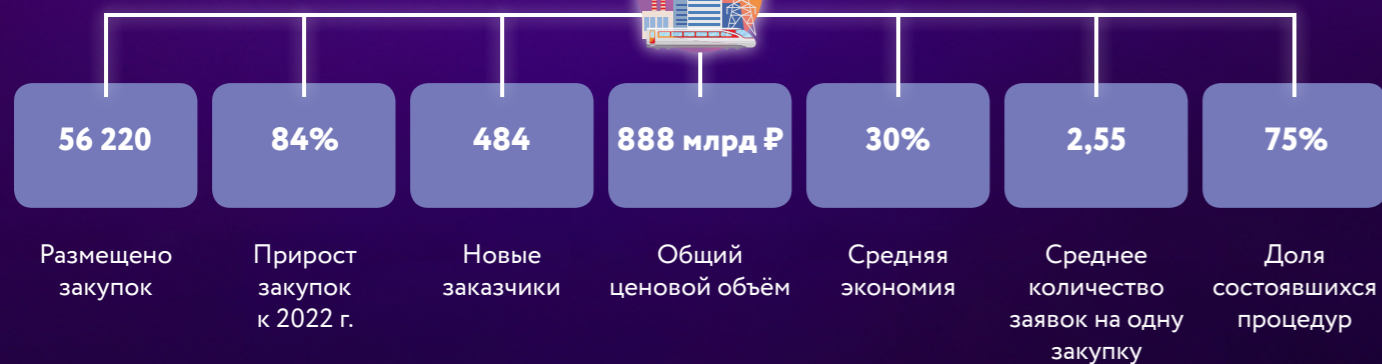 56 220
84%
484
888 млрд ₽
30%
2,55
75%
Размещено
закупок
Прирост
закупок
к 2022 г.
Новые
заказчики
Общий
ценовой объём
Средняя
экономия
Среднее
количество
заявок на одну
закупку
Доля
состоявшихся
процедур